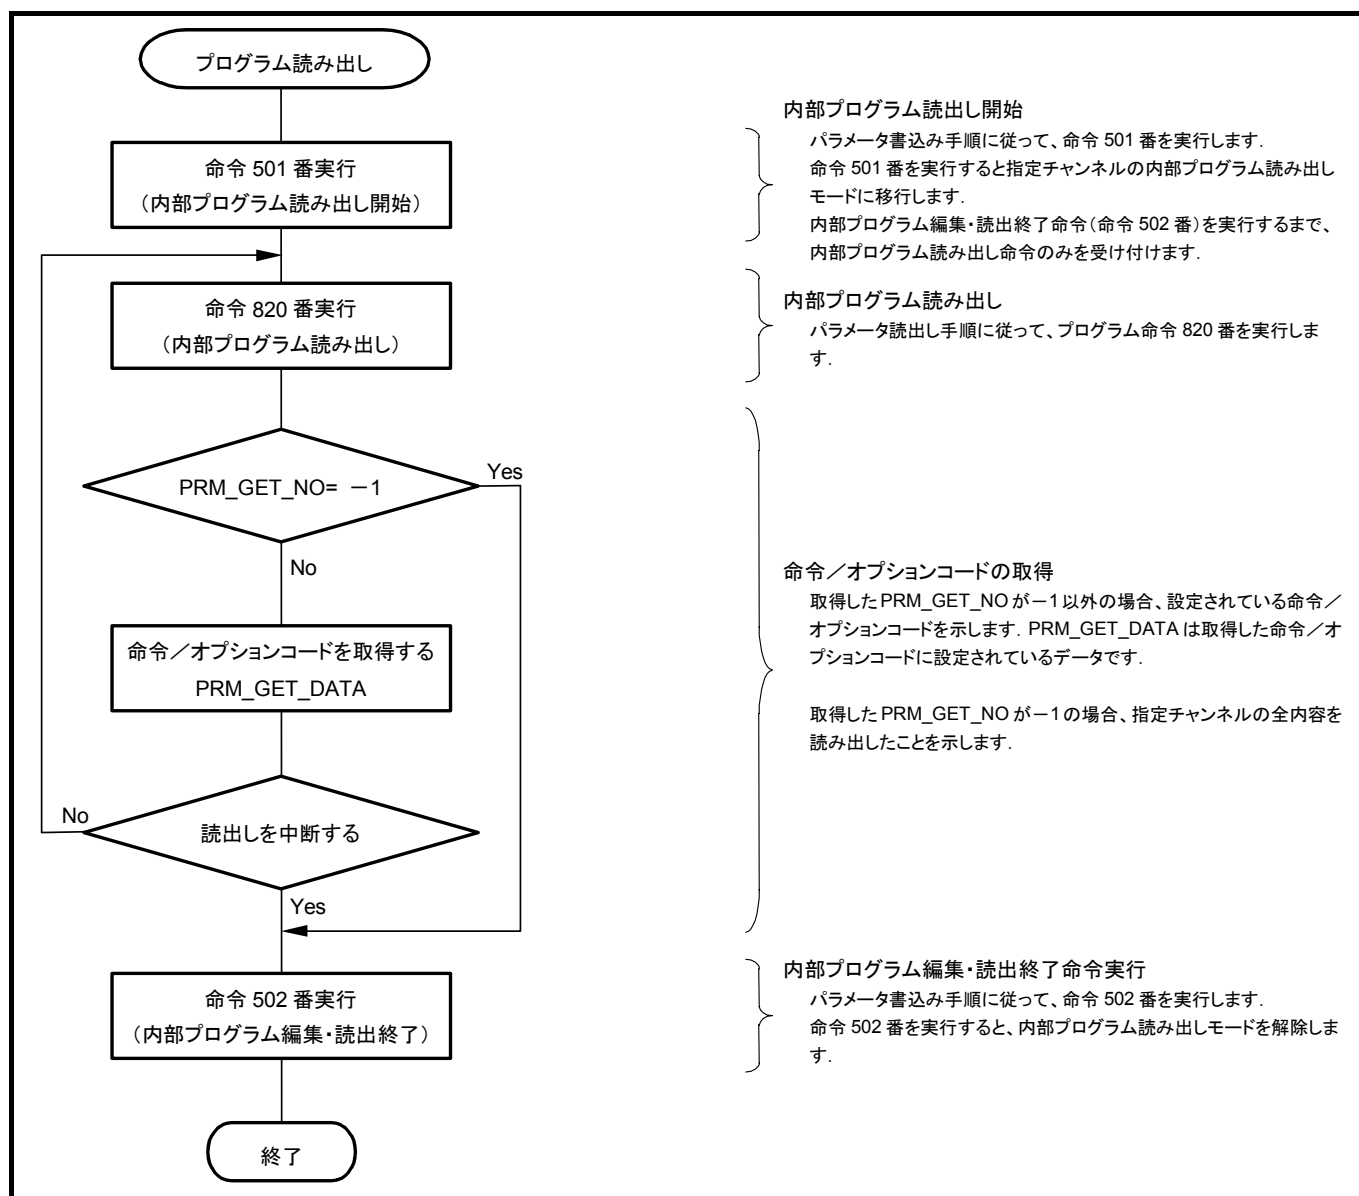 プログラム読み出し
命令 501 番実行
（内部プログラム読み出し開始）
命令 820 番実行
（内部プログラム読み出し）
PRM_GET_NO= －1
Yes
No
命令／オプションコードを取得する
PRM_GET_DATA
No
読出しを中断する
Yes
命令 502 番実行
（内部プログラム編集・読出終了）
終了
内部プログラム読出し開始
パラメータ書込み手順に従って、命令 501 番を実行します.
命令 501 番を実行すると指定チャンネルの内部プログラム読み出し
モードに移行します.
内部プログラム編集・読出終了命令（命令 502 番）を実行するまで、
内部プログラム読み出し命令のみを受け付けます.
内部プログラム読み出し
パラメータ読出し手順に従って、プログラム命令 820 番を実行しま
す.
命令／オプションコードの取得
取得した PRM_GET_NO が－1 以外の場合、設定されている命令／
オプションコードを示します. PRM_GET_DATA は取得した命令／オ
プションコードに設定されているデータです.
取得した PRM_GET_NO が－1 の場合、指定チャンネルの全内容を
読み出したことを示します.
内部プログラム編集・読出終了命令実行
パラメータ書込み手順に従って、命令 502 番を実行します.
命令 502 番を実行すると、内部プログラム読み出しモードを解除しま
す.